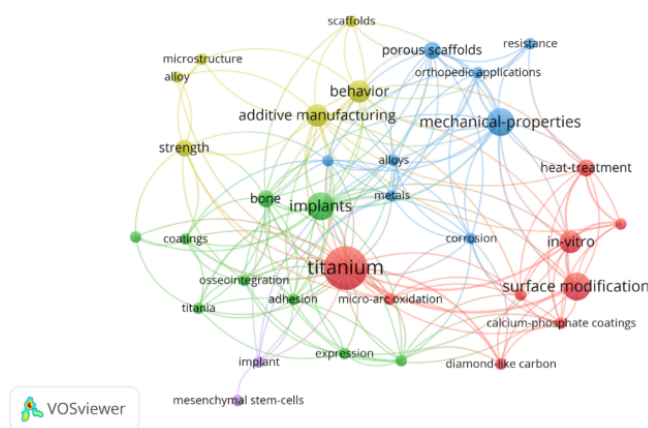 scaffolds
porous scaffolds
resistance
microstructure
orthopedic applications
alloy
behavior
additive manufacturing
mechanical-properties
strength
alloys
heat-treatment
metals
bone
implants
coatings
corrosion
in-vitro
titanium
osseointegration
surface modification
adhesion
micro-arc oxidation
titania
calcium-phosphate coatings
expression
implant
diamond-like carbon
mesenchymal stem-cells
VOSviewer